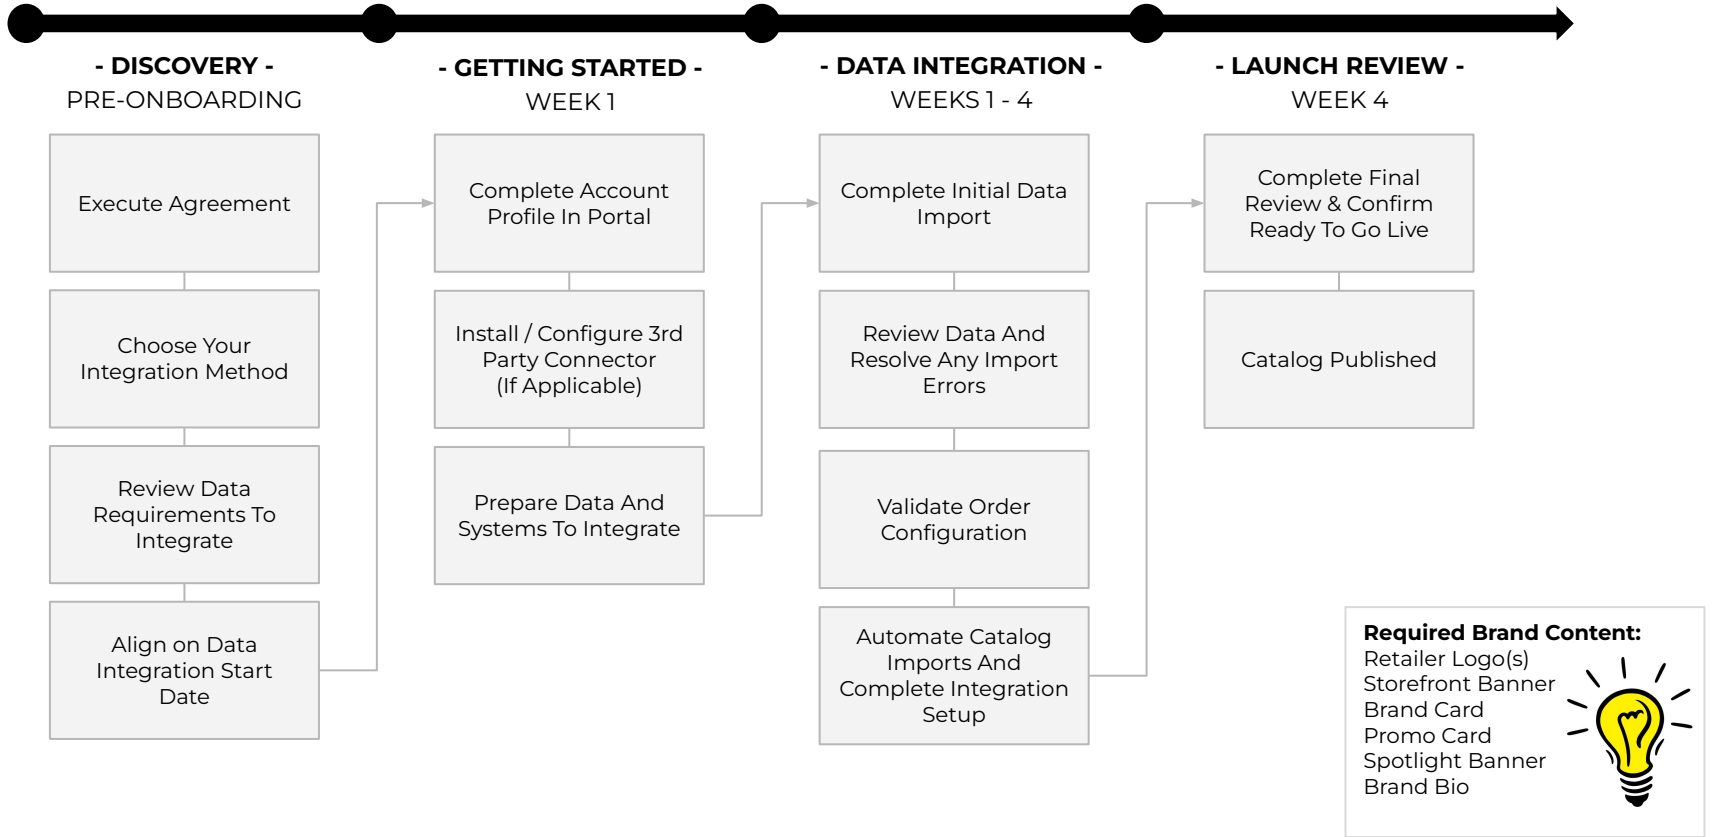 - DISCOVERY -
PRE-ONBOARDING
Execute Agreement
Choose Your
Integration Method
Review Data
Requirements To
Integrate
Align on Data
Integration Start
Date
- GETTING STARTED -
WEEK 1
Complete Account
Profile In Portal
Install / Configure 3rd
Party Connector
(If Applicable)
Prepare Data And
Systems To Integrate
- DATA INTEGRATION -
WEEKS 1 - 4
Complete Initial Data
Import
Review Data And
Resolve Any Import
Errors
Validate Order
Configuration
Automate Catalog
Imports And
Complete Integration
Setup
- LAUNCH REVIEW -
WEEK 4
Complete Final
Review & Confirm
Ready To Go Live
Catalog Published
Required Brand Content:
Retailer Logo(s)
Storefront Banner
Brand Card
Promo Card
Spotlight Banner
Brand Bio